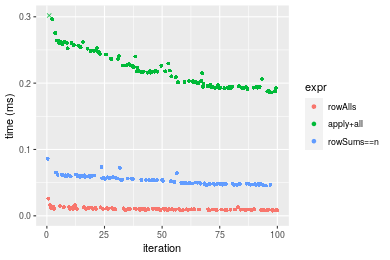 0.3
0.2
0.1
0.0
time (ms)
0
25
50
75
100
iteration
expr
rowAlls
apply+all
rowSums==n